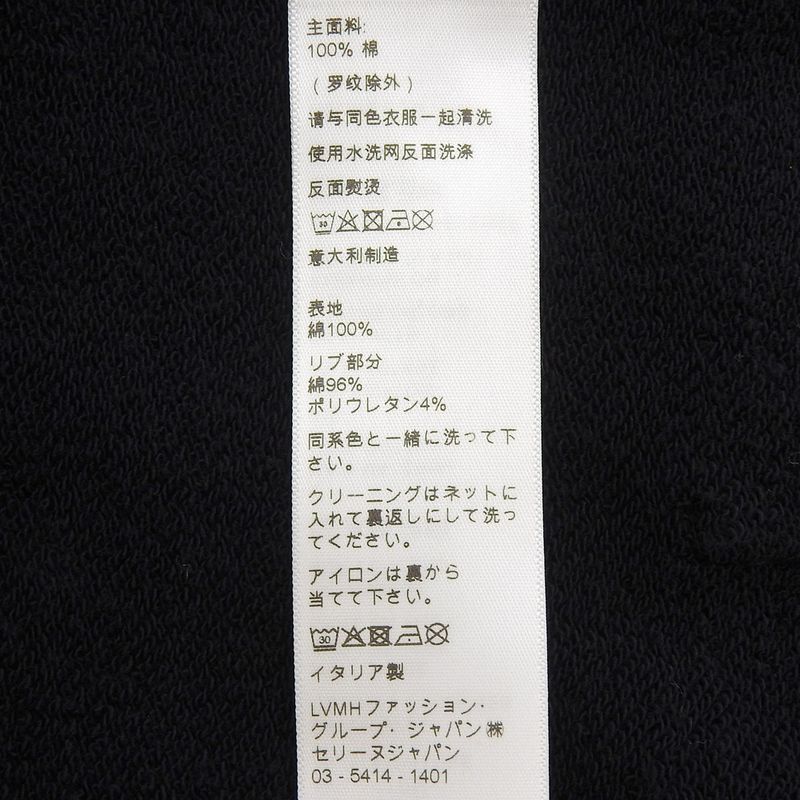 主面料:
100% 棉
（罗纹除外）
请与同色衣服一起清洗
使用水洗网反面洗涤
反面熨烫
30
意大利制造
表地
綿100%
リブ部分
綿96%
ポリウレタン4%
同系色と一緒に洗って下
さい。
クリーニングはネットに
入れて裏返しにして洗っ
てください。
アイロンは裏から
当てて下さい。
30
イタリア製
LVMHファッション・
グループ・ジャパン㈱
セリーヌジャパン
03 - 5414 - 1401